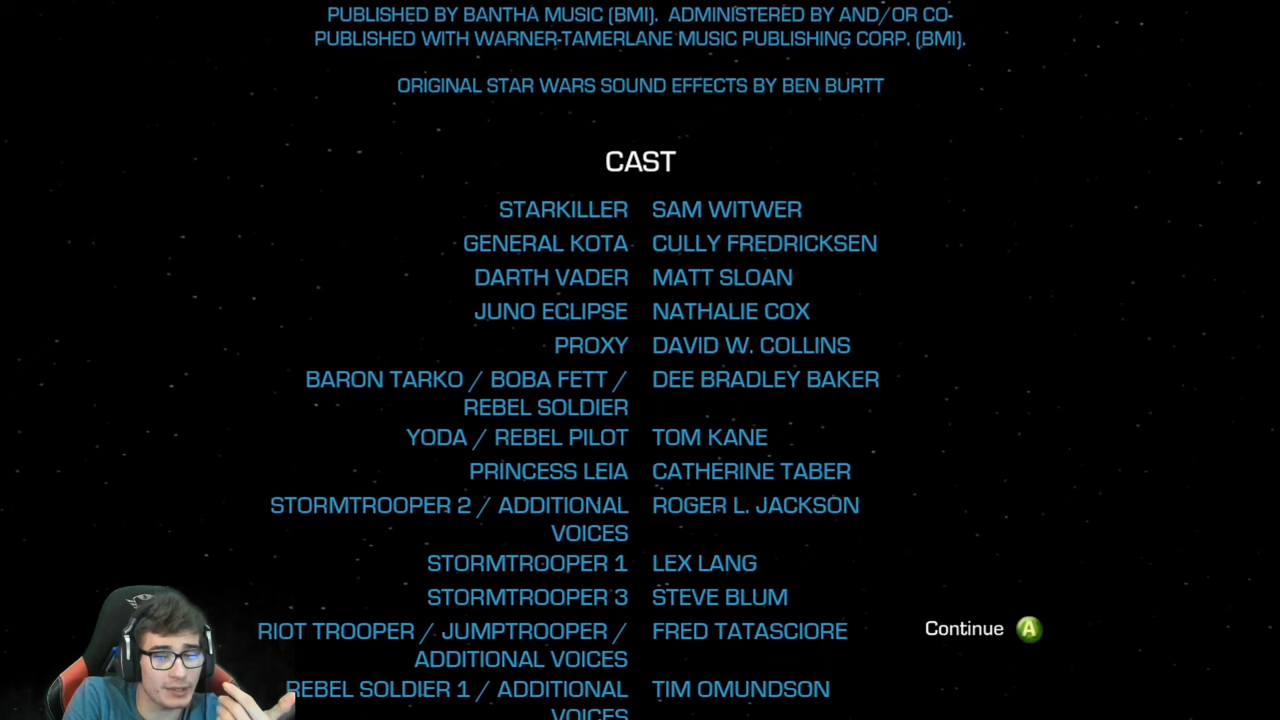 PUBLISHED BY BANTHA MUSIC (BMI). ADMINISTERED BY AND/OR CO-
PUBLISHED WITH WARNER-TAMERLANE MUSIC PUBLISHING CORP. (BMI).
ORIGINAL STAR WARS SOUND EFFECTS BY BEN BURTT
CAST
STARKILLER SAM WITWER
GENERAL KOTA CULLY FREDRICKSEN
DARTH VADER MATT SLOAN
JUNO ECLIPSE NATHALIE COX
PROXY DAVID W. COLLINS
BARON TARKO / BOBA FETT / DEE BRADLEY BAKER
REBEL SOLDIER
YODA / REBEL PILOT TOM KANE
PRINCESS LEIA CATHERINE TABER
STORMTROOPER 2 / ADDITIONAL ROGER L. JACKSON
VOICES
STORMTROOPER 1 LEX LANG
STORMTROOPER 3 STEVE BLUM
RIOT TROOPER / JUMPTROOPER / FRED TATASCIORE
ADDITIONAL VOICES
Continue A
REBEL SOLDIER 1 / ADDITIONAL TIM OMUNDSON
VOICES